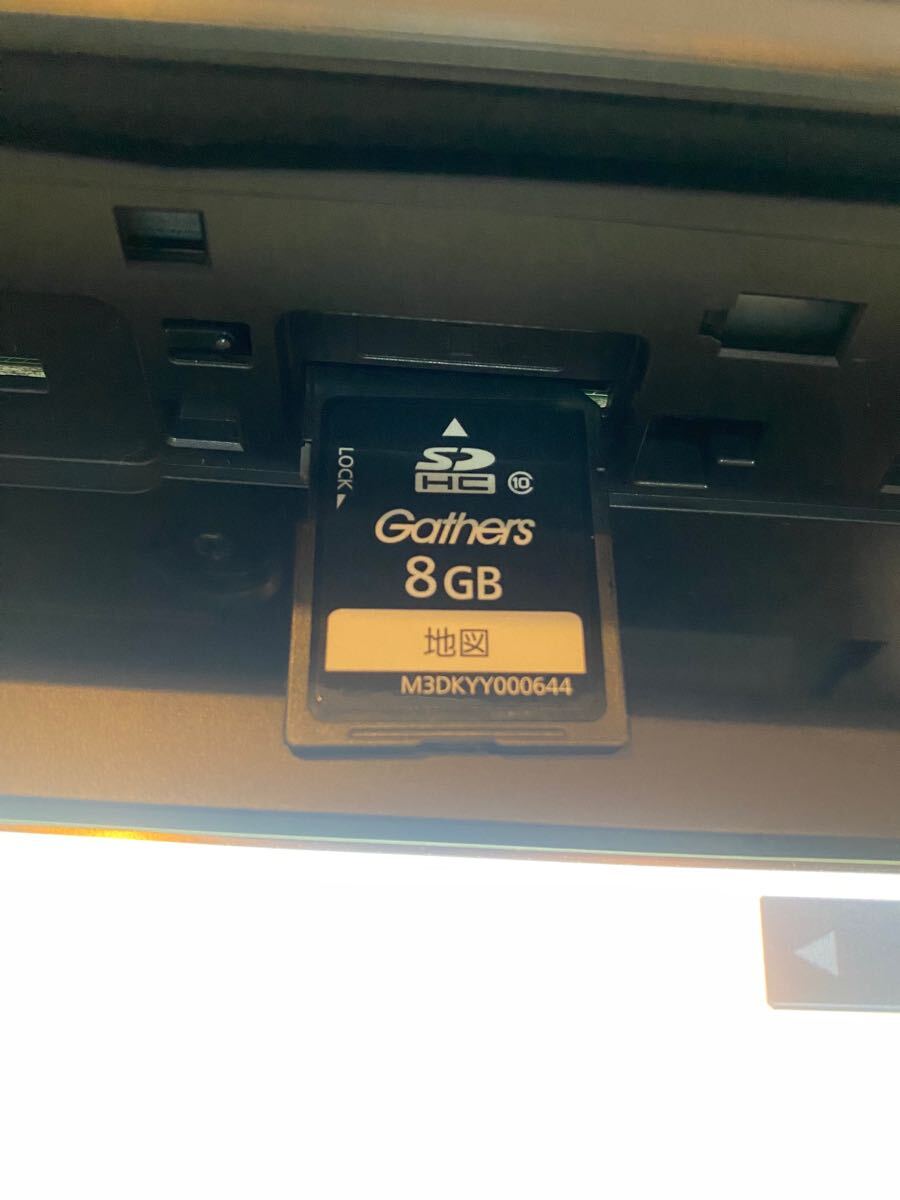 SD
HC
10
LOCK
Gathers
8GB
地図
M3DKYY000644